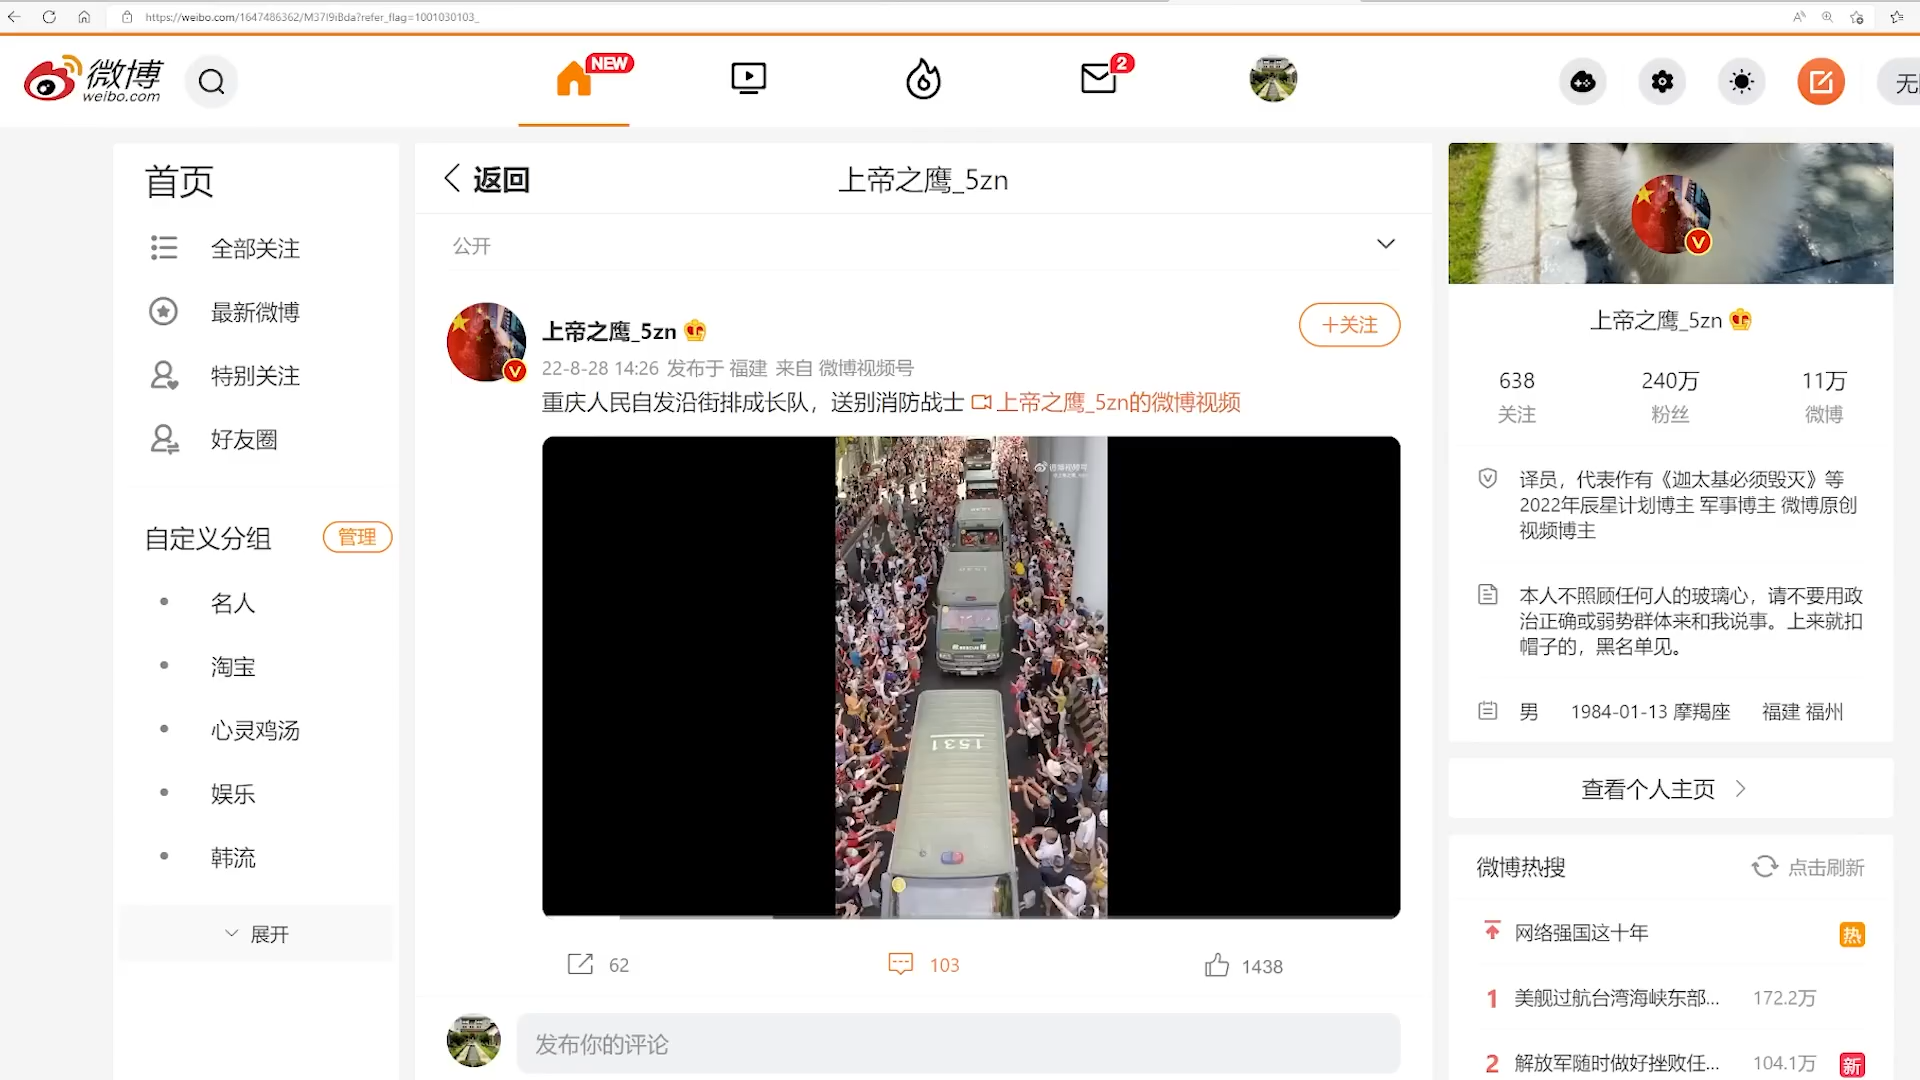 https://weibo.com/1647486362/M37I9iBda?refer_flag=1001030103_
微博
weibo.com
NEW
2
首页
全部关注
最新微博
特别关注
好友圈
自定义分组
管理
名人
淘宝
心灵鸡汤
娱乐
韩流
展开
返回
上帝之鹰_5zn
公开
上帝之鹰_5zn
+关注
22-8-28 14:26 发布于 福建 来自 微博视频号
重庆人民自发沿街排成长队，送别消防战士 上帝之鹰_5zn的微博视频
1531
62
103
1438
发布你的评论
上帝之鹰_5zn
638 240万 11万
关注 粉丝 微博
译员，代表作有《迦太基必须毁灭》等
2022年辰星计划博主 军事博主 微博原创
视频博主
本人不照顾任何人的玻璃心，请不要用政
治正确或弱势群体来和我说事。上来就扣
帽子的，黑名单见。
男 1984-01-13 摩羯座 福建 福州
查看个人主页
微博热搜
点击刷新
网络强国这十年 热
1 美舰过航台湾海峡东部... 172.2万
2 解放军随时做好挫败任... 104.1万 新